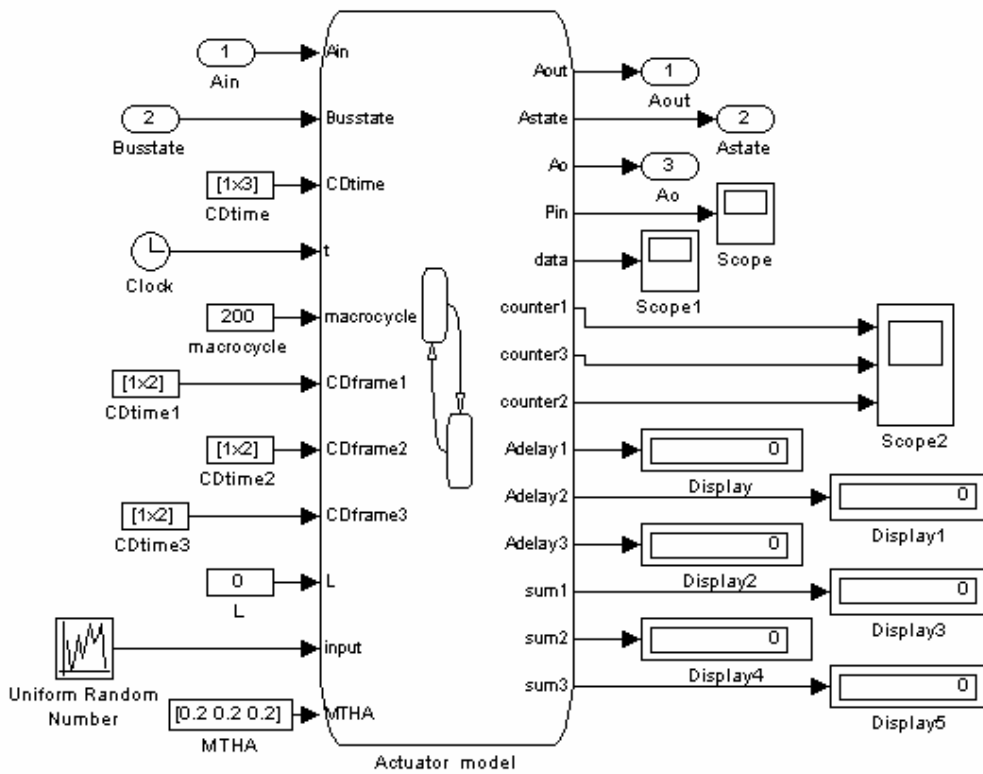 1
Ain
Ain
2
Busstate
Busstate
[1x3]
CDtime
CDtime
Clock
t
200
macrocycle
macrocycle
[1x2]
CDtime1
CDframe1
[1x2]
CDtime2
CDframe2
[1x2]
CDtime3
CDframe3
0
L
L
Uniform Random
Number
input
[0.2 0.2 0.2]
MTHA
MTHA
Actuator model
Aout
1
Aout
Astate
2
Astate
Ao
3
Ao
Pin
Scope
data
Scope1
counter1
counter3
counter2
Scope2
Adelay1
0
Display
Adelay2
0
Display1
Adelay3
0
Display2
sum1
0
Display3
sum2
0
Display4
sum3
0
Display5